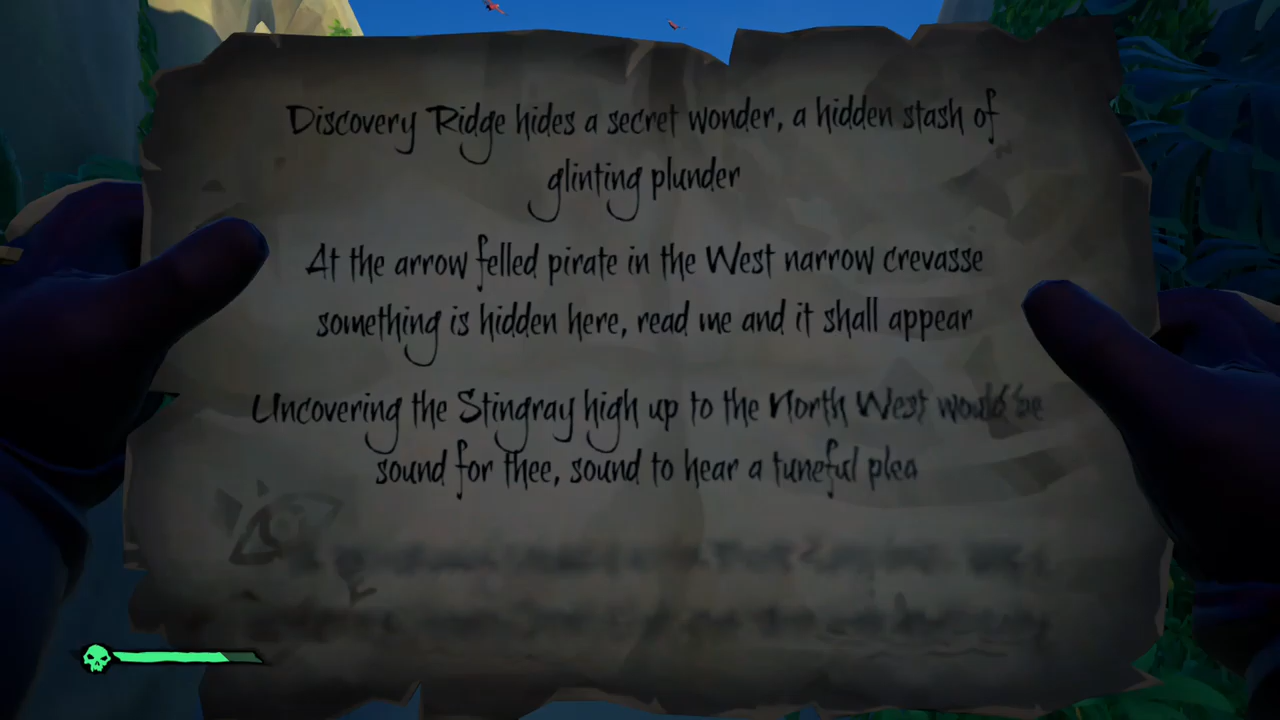 Discovery Ridge hides a secret wonder, a hidden stash of
glinting plunder
At the arrow felled pirate in the West narrow crevasse
something is hidden here, read me and it shall appear
Uncovering the Stingray high up to the North West would be
sound for thee, sound to hear a tuneful plea